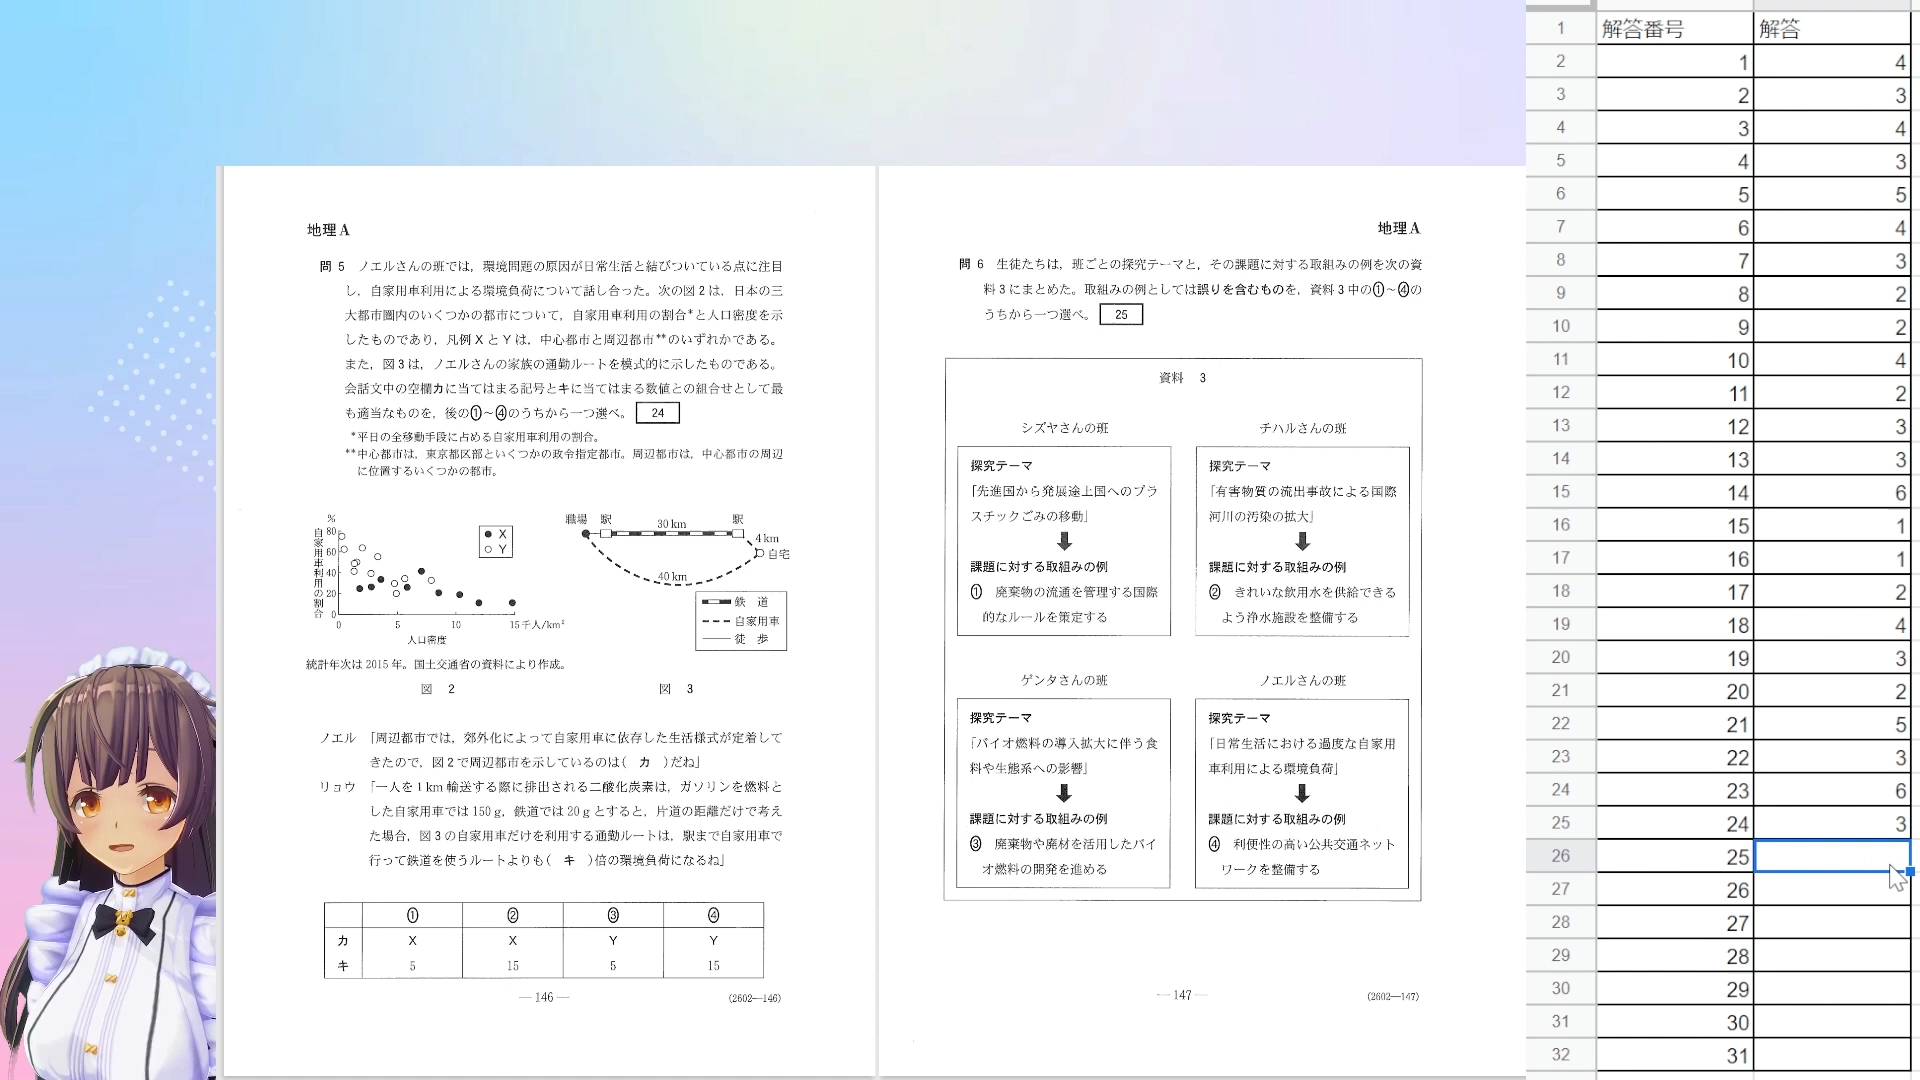 地理A
問 5 ノエルさんの班では，環境問題の原因が日常生活と結びついている点に注目
し，自家用車利用による環境負荷について話し合った。次の図2は，日本の三
大都市圏内のいくつかの都市について，自家用車利用の割合*と人口密度を示
したものであり，凡例XとYは，中心都市と周辺都市**のいずれかである。
また，図3は，ノエルさんの家族の通勤ルートを模式的に示したものである。
会話文中の空欄カに当てはまる記号とキに当てはまる数値との組合せとして最
も適当なものを，後の①～④のうちから一つ選べ。 24
*平日の全移動手段に占める自家用車利用の割合。
**中心都市は，東京都区部といくつかの政令指定都市。周辺都市は，中心都市の周辺
に位置するいくつかの都市。
%
自家用車利用の割合
80
60
40
20
0
0 5 10 15千人/km²
人口密度
X
Y
職場 駅 30 km 駅
4 km
自宅
40 km
鉄 道
自家用車
徒 歩
統計年次は2015年。国土交通省の資料により作成。
図 2 図 3
ノエル 「周辺都市では，郊外化によって自家用車に依存した生活様式が定着して
きたので，図2で周辺都市を示しているのは( カ )だね」
リョウ 「一人を1km輸送する際に排出される二酸化炭素は，ガソリンを燃料と
した自家用車では150g，鉄道では20gとすると，片道の距離だけで考え
た場合，図3の自家用車だけを利用する通勤ルートは，駅まで自家用車で
行って鉄道を使うルートよりも( キ )倍の環境負荷になるね」
① ② ③ ④
カ X X Y Y
キ 5 15 5 15
— 146 —
(2602—146)
地理A
問 6 生徒たちは，班ごとの探究テーマと，その課題に対する取組みの例を次の資
料3にまとめた。取組みの例としては誤りを含むものを，資料3中の①～④の
うちから一つ選べ。 25
資料 3
シズヤさんの班
探究テーマ
「先進国から発展途上国へのプラ
スチックごみの移動」
課題に対する取組みの例
① 廃棄物の流通を管理する国際
的なルールを策定する
チハルさんの班
探究テーマ
「有害物質の流出事故による国際
河川の汚染の拡大」
課題に対する取組みの例
② きれいな飲用水を供給できる
よう浄水施設を整備する
ゲンタさんの班
探究テーマ
「バイオ燃料の導入拡大に伴う食
料や生態系への影響」
課題に対する取組みの例
③ 廃棄物や廃材を活用したバイ
オ燃料の開発を進める
ノエルさんの班
探究テーマ
「日常生活における過度な自家用
車利用による環境負荷」
課題に対する取組みの例
④ 利便性の高い公共交通ネット
ワークを整備する
— 147 —
(2602—147)
1 解答番号 解答
2 1 4
3 2 3
4 3 4
5 4 3
6 5 5
7 6 4
8 7 3
9 8 2
10 9 2
11 10 4
12 11 2
13 12 3
14 13 3
15 14 6
16 15 1
17 16 1
18 17 2
19 18 4
20 19 3
21 20 2
22 21 5
23 22 3
24 23 6
25 24 3
26 25
27 26
28 27
29 28
30 29
31 30
32 31